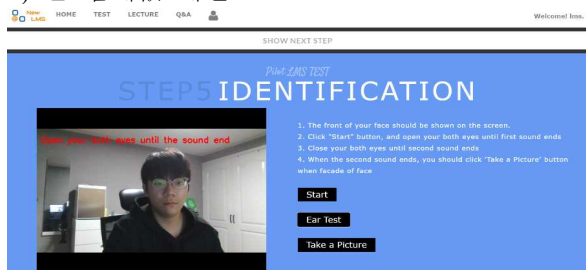 New LMS
HOME TEST LECTURE Q&A
Welcome! lms.
SHOW NEXT STEP
Pilot LMS TEST
STEP5 IDENTIFICATION
Open your both eyes until the sound end
1. The front of your face should be shown on the screen.
2. Click "Start" button, and open your both eyes until first sound ends
3. Close your both eyes until second sound ends
4. When the second sound ends, you should click 'Take a Picture' button
when facade of face
Start
Ear Test
Take a Picture